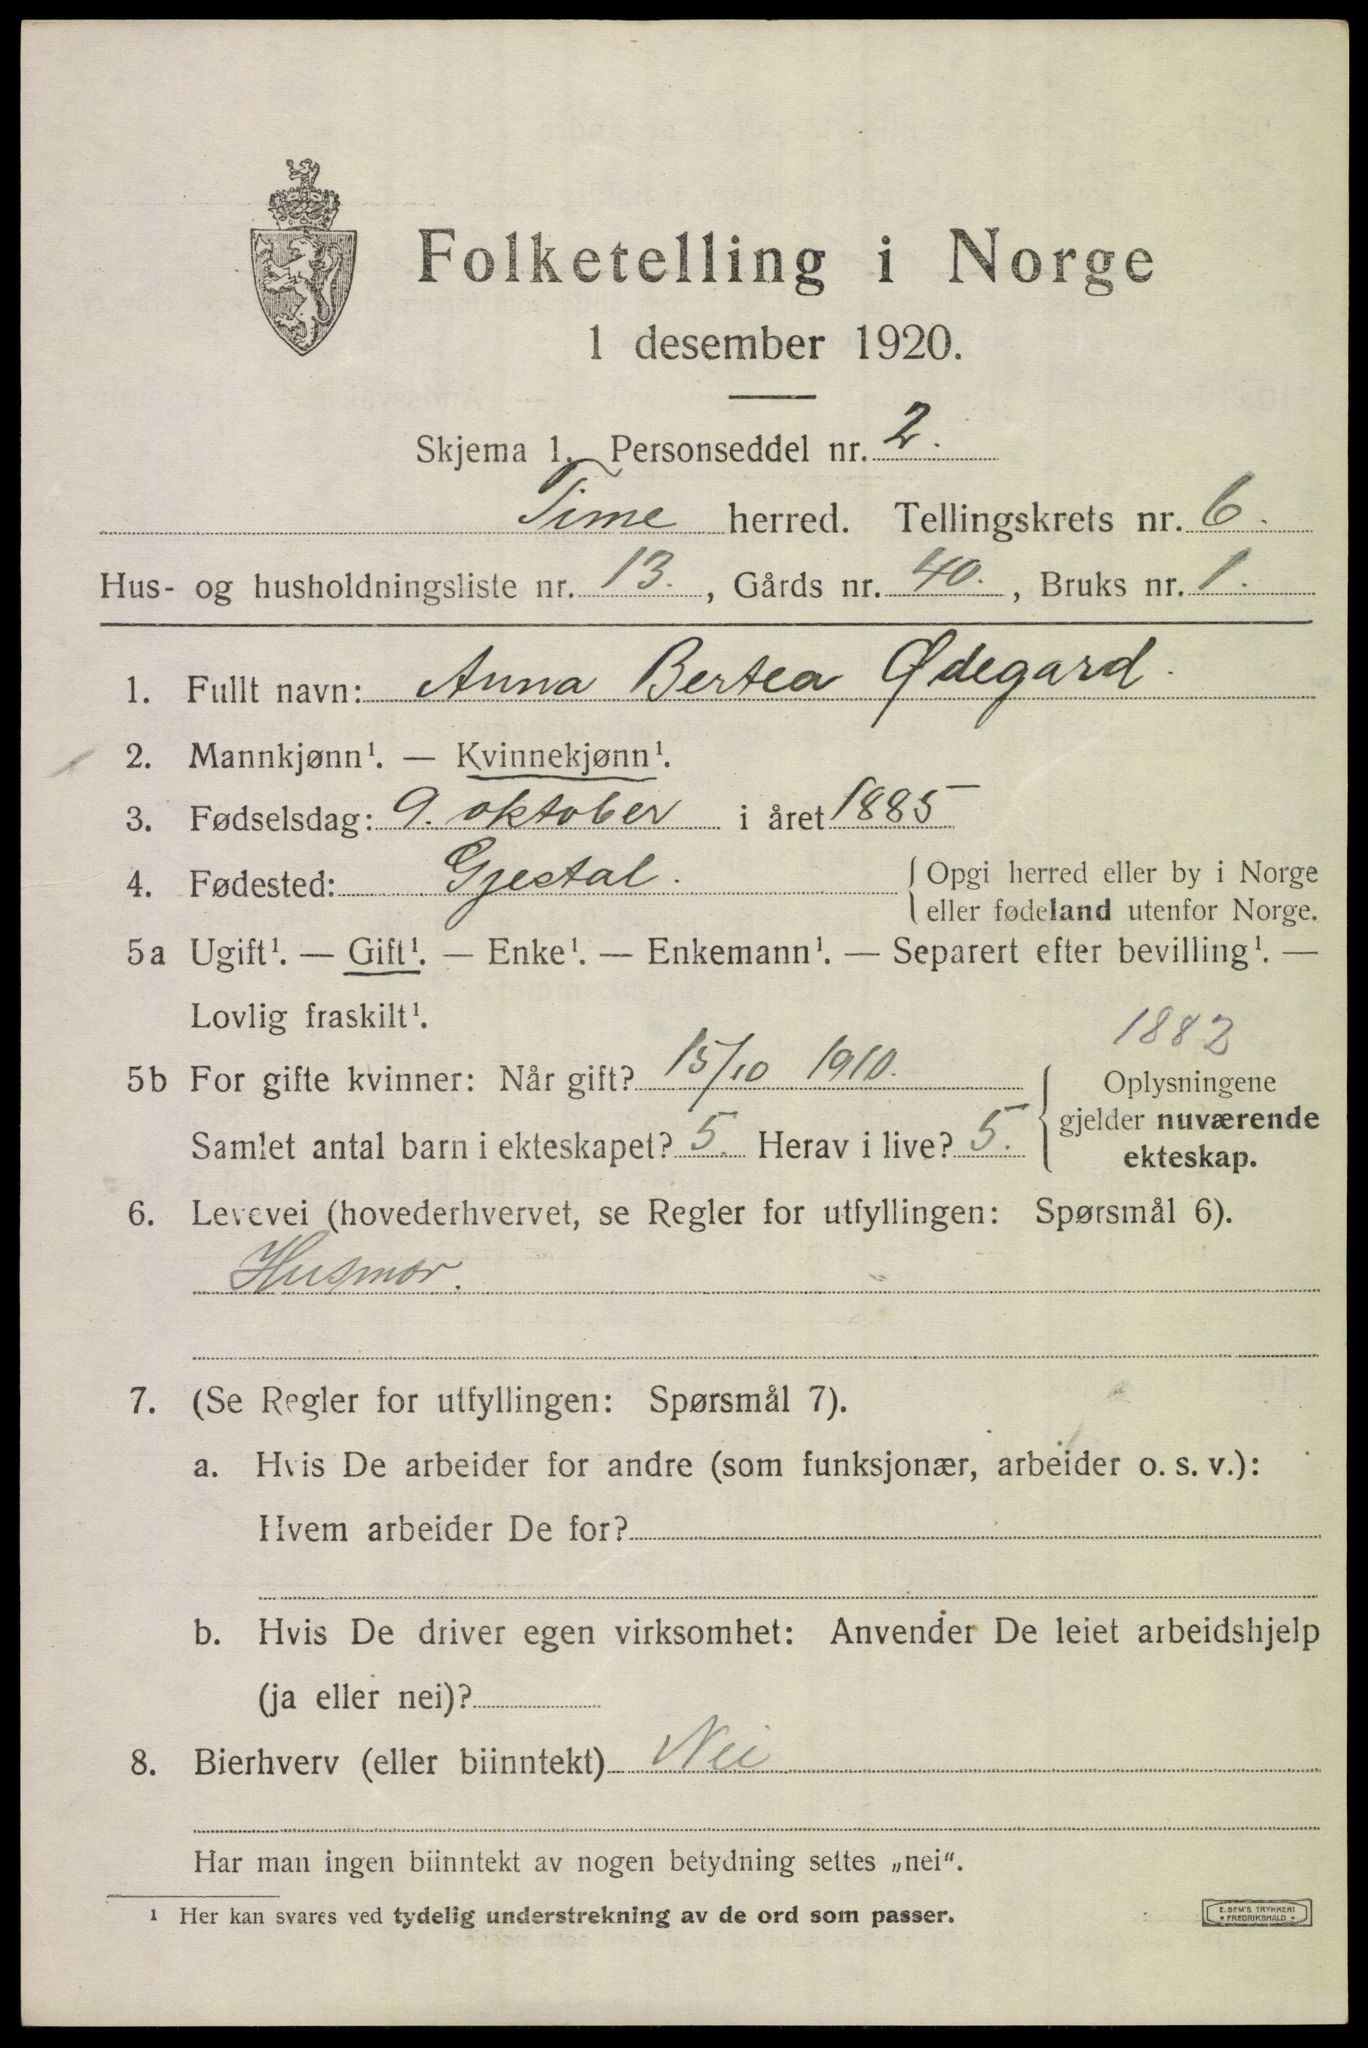 Folketelling i Norge
1 desember 1920.
Skjema 1. Personseddel nr. 2.
Time herred. Tellingskrets nr. 6.
Hus- og husholdningsliste nr. 13., Gårds nr. 40., Bruks nr. 1.
1. Fullt navn: Anna Bertea Ødegard.
2. Mannkjønn¹. — Kvinnekjønn¹.
3. Fødselsdag: 9. oktober i året 1885
4. Fødested: Gjestal. { Opgi herred eller by i Norge
eller fødeland utenfor Norge.
5a Ugift¹. — Gift¹. — Enke¹. — Enkemann¹. — Separert efter bevilling¹. —
Lovlig fraskilt¹.
1882
5b For gifte kvinner: Når gift? 15/10 1910. { Oplysningene
gjelder nuværende
Samlet antal barn i ekteskapet? 5. Herav i live? 5.
ekteskap.
6. Levevei (hovederhvervet, se Regler for utfyllingen: Spørsmål 6).
Husmor.
7. (Se Regler for utfyllingen: Spørsmål 7).
a. Hvis De arbeider for andre (som funksjonær, arbeider o. s. v.):
Hvem arbeider De for?
b. Hvis De driver egen virksomhet: Anvender De leiet arbeidshjelp
(ja eller nei)?
8. Bierhverv (eller biinntekt) Nei
Har man ingen biinntekt av nogen betydning settes „nei“.
¹ Her kan svares ved tydelig understrekning av de ord som passer.
E. SEM'S TRYKKERI
* FREDRIKSHALD *